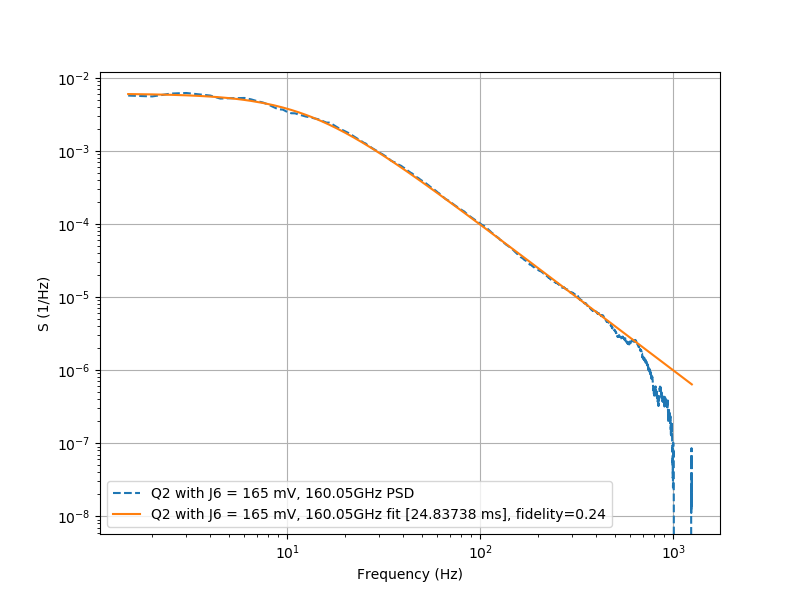 10⁻²
10⁻³
10⁻⁴
10⁻⁵
10⁻⁶
10⁻⁷
10⁻⁸
S (1/Hz)
Q2 with J6 = 165 mV, 160.05GHz PSD
Q2 with J6 = 165 mV, 160.05GHz fit [24.83738 ms], fidelity=0.24
10¹ 10² 10³
Frequency (Hz)